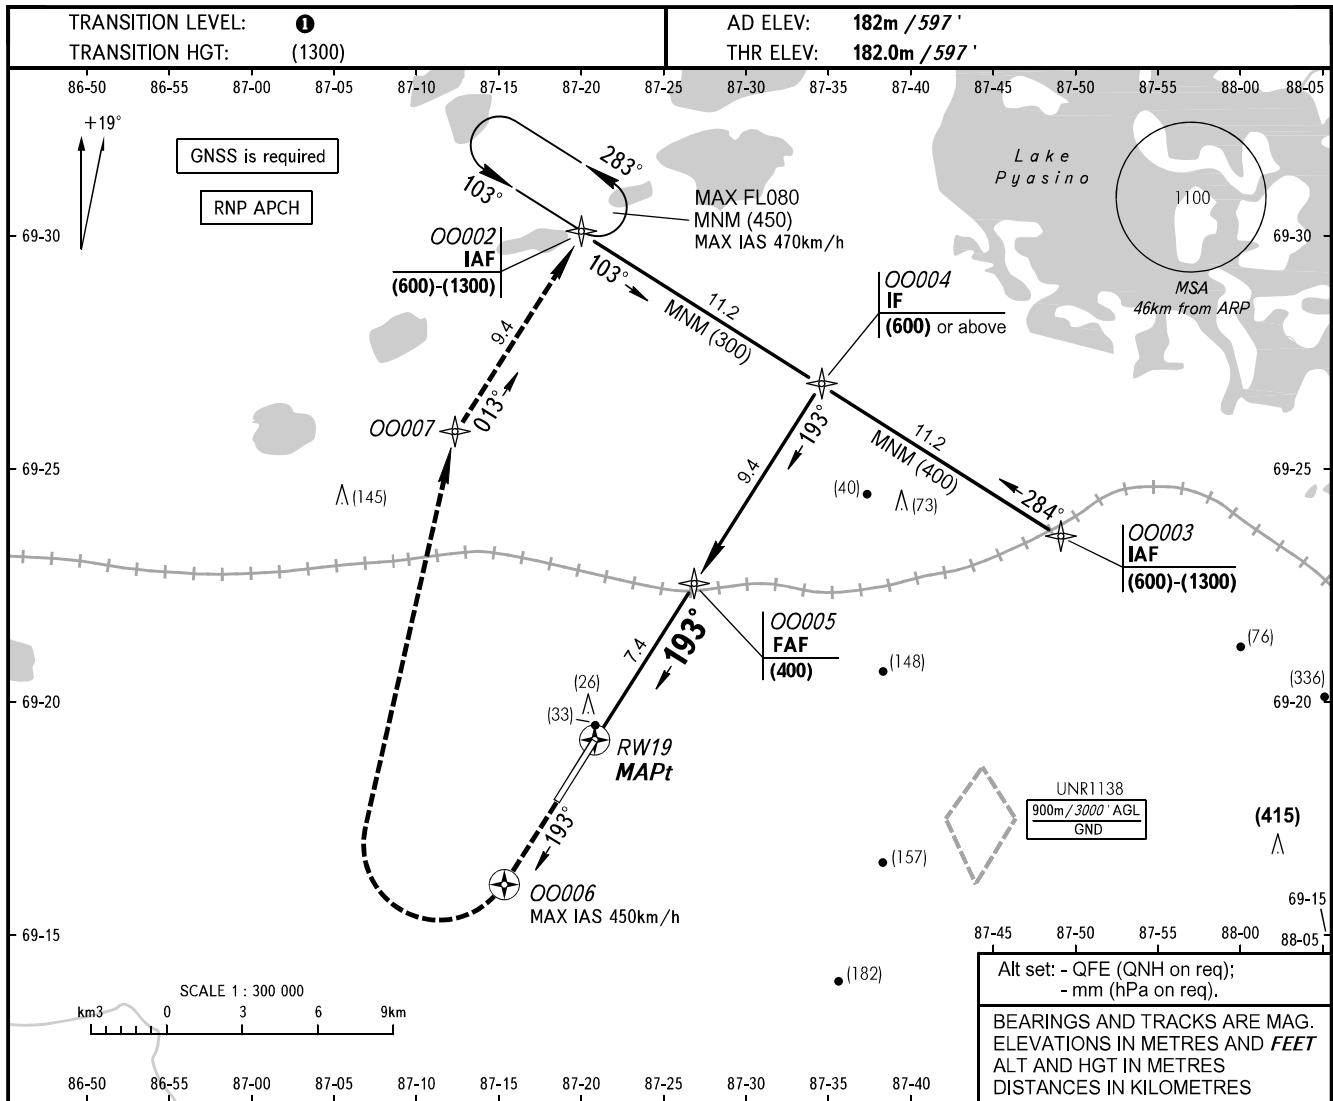 TRANSITION LEVEL: ❶
TRANSITION HGT: (1300)
AD ELEV: 182m / 597 '
THR ELEV: 182.0m / 597 '
86-50 86-55 87-00 87-05 87-10 87-15 87-20 87-25 87-30 87-35 87-40 87-45 87-50 87-55 88-00 88-05
+19°
GNSS is required
RNP APCH
283°
103°
MAX FL080
MNM (450)
MAX IAS 470km/h
Lake
Pyasino
1100
MSA
46km from ARP
69-30
69-30
OO002
IAF
(600)-(1300)
103°
11.2
MNM (300)
OO004
IF
(600) or above
9.4
013°
OO007
193°
9.4
11.2
MNM (400)
284°
69-25
69-25
(145)
(40)
(73)
OO003
IAF
(600)-(1300)
OO005
FAF
(400)
7.4
193°
(148)
(76)
(336)
69-20
69-20
(26)
(33)
RW19
MAPt
193°
UNR1138
900m / 3000 ' AGL
GND
(415)
(157)
OO006
MAX IAS 450km/h
69-15
69-15
87-45 87-50 87-55 88-00 88-05
(182)
Alt set: - QFE (QNH on req);
- mm (hPa on req).
SCALE 1 : 300 000
km3 0 3 6 9km
BEARINGS AND TRACKS ARE MAG.
ELEVATIONS IN METRES AND FEET
ALT AND HGT IN METRES
DISTANCES IN KILOMETRES
86-50 86-55 87-00 87-05 87-10 87-15 87-20 87-25 87-30 87-35 87-40